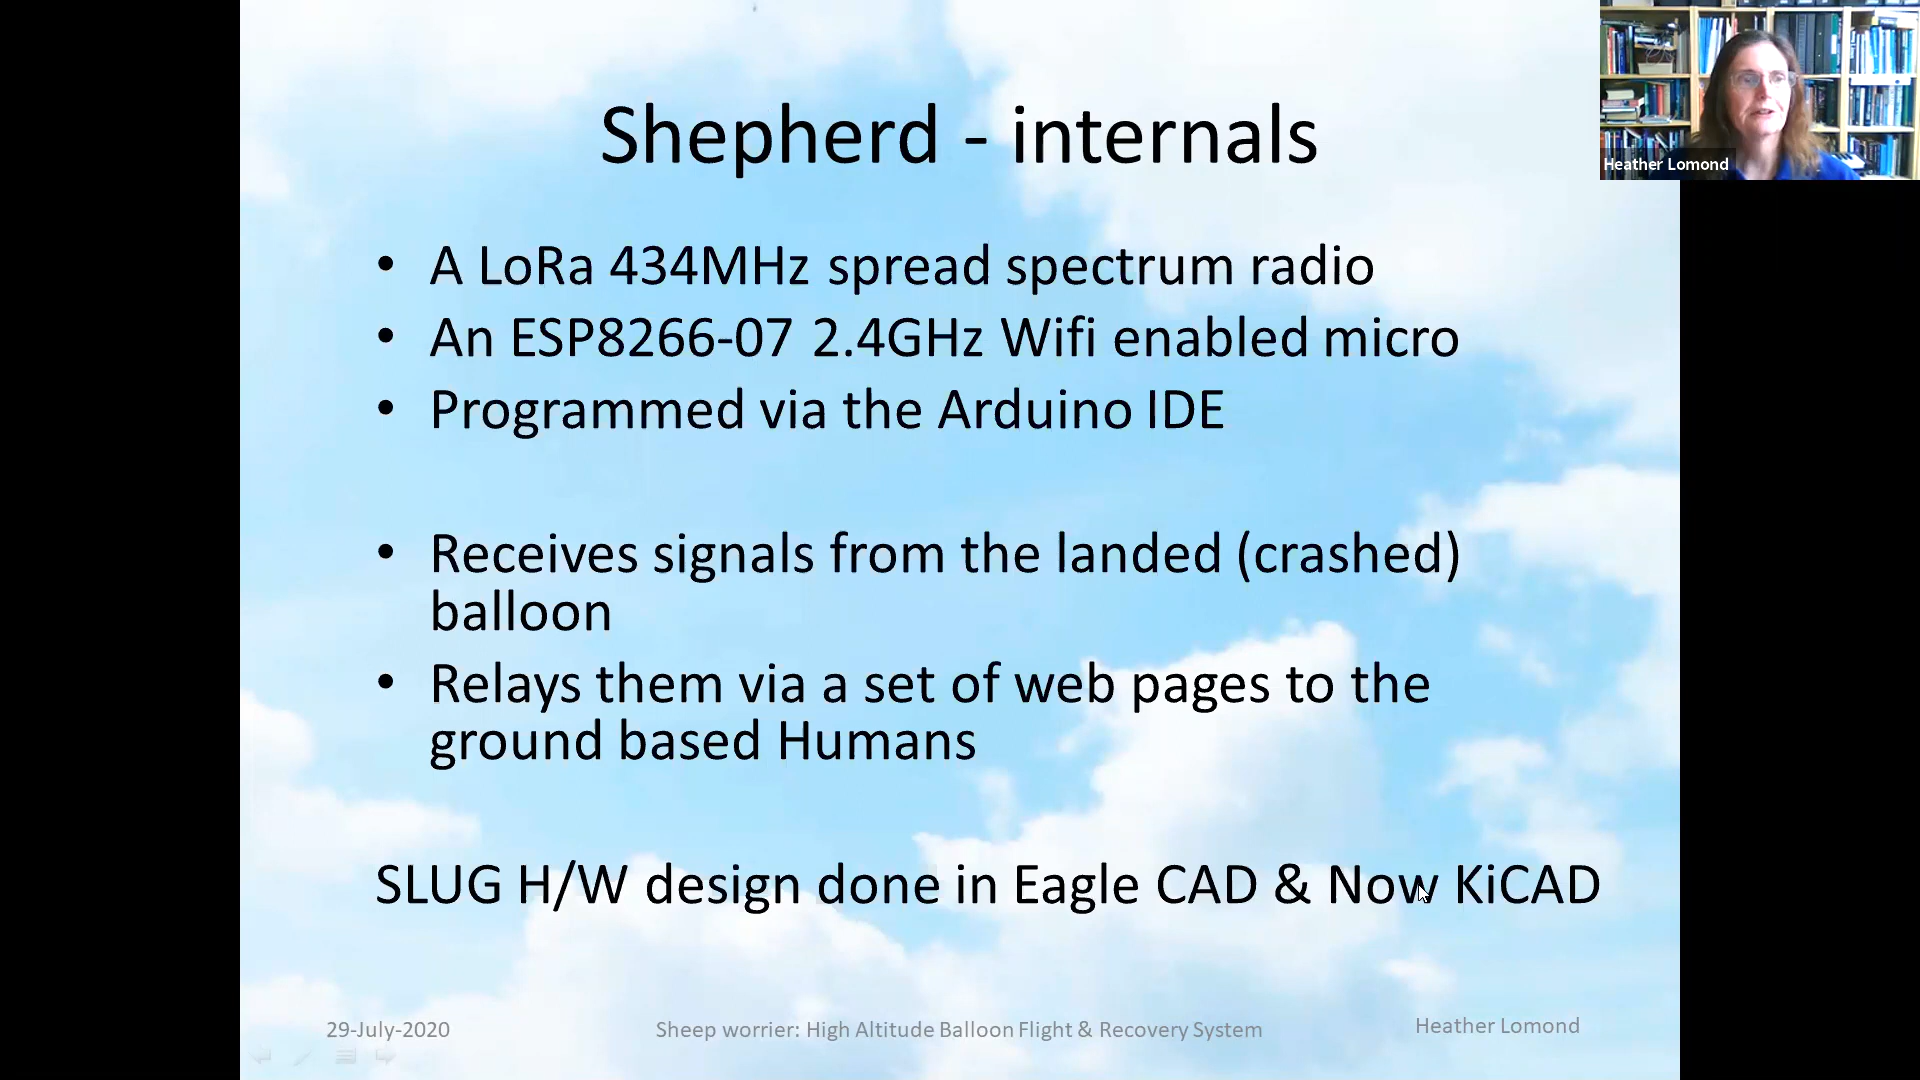 Shepherd - internals
Heather Lomond
• A LoRa 434MHz spread spectrum radio
• An ESP8266-07 2.4GHz Wifi enabled micro
• Programmed via the Arduino IDE
• Receives signals from the landed (crashed)
balloon
• Relays them via a set of web pages to the
ground based Humans
SLUG H/W design done in Eagle CAD & Now KiCAD
29-July-2020
Sheep worrier: High Altitude Balloon Flight & Recovery System
Heather Lomond